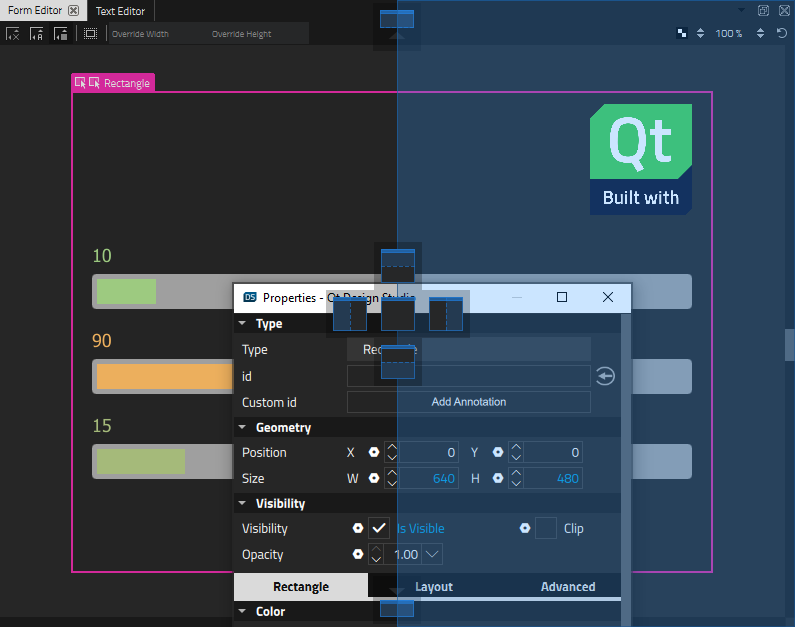 Form Editor
Text Editor
Override Width
Override Height
100 %
Rectangle
Qt
Built with
10
90
15
DS Properties - Qt Design Studio
Type
Type
id
Custom id
Add Annotation
Geometry
Position X 0 Y 0
Size W 640 H 480
Visibility
Visibility Is Visible Clip
Opacity 1.00
Rectangle Layout Advanced
Color